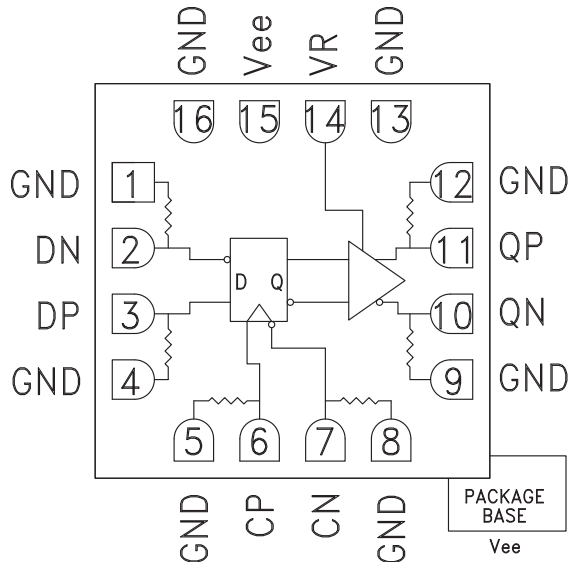 GND Vee VR GND
16 15 14 13
GND 1 12 GND
DN 2 11 QP
D Q
DP 3 10 QN
GND 4 9 GND
5 6 7 8
GND CP CN GND
PACKAGE
BASE
Vee